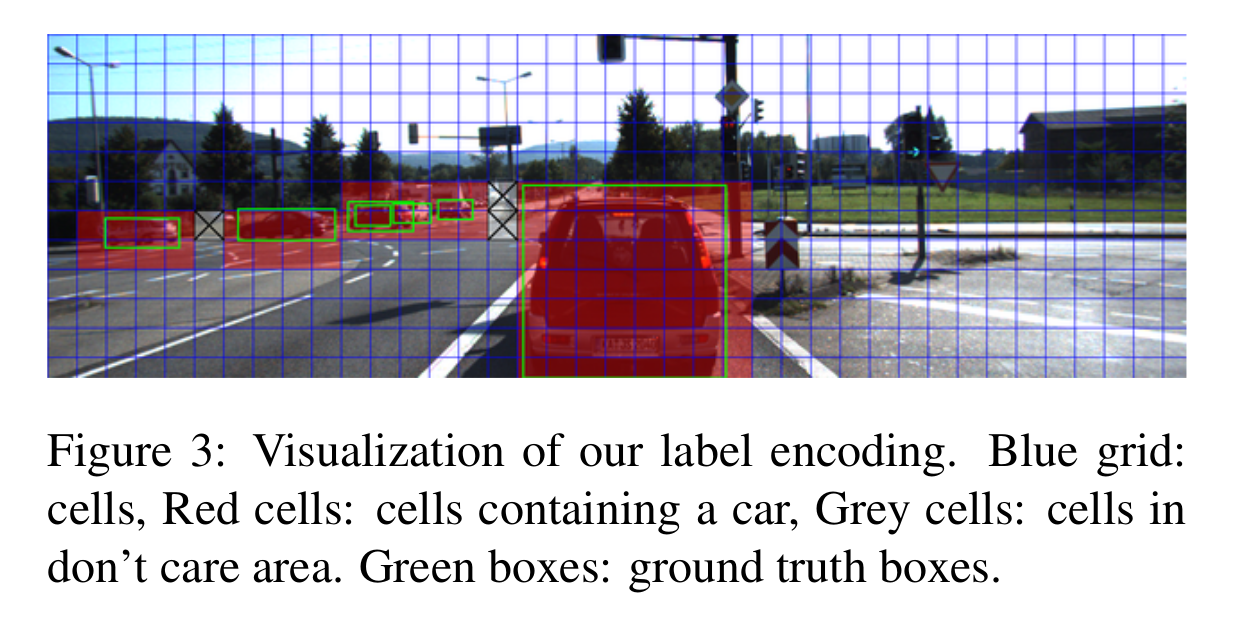 Figure 3: Visualization of our label encoding. Blue grid:
cells, Red cells: cells containing a car, Grey cells: cells in
don't care area. Green boxes: ground truth boxes.